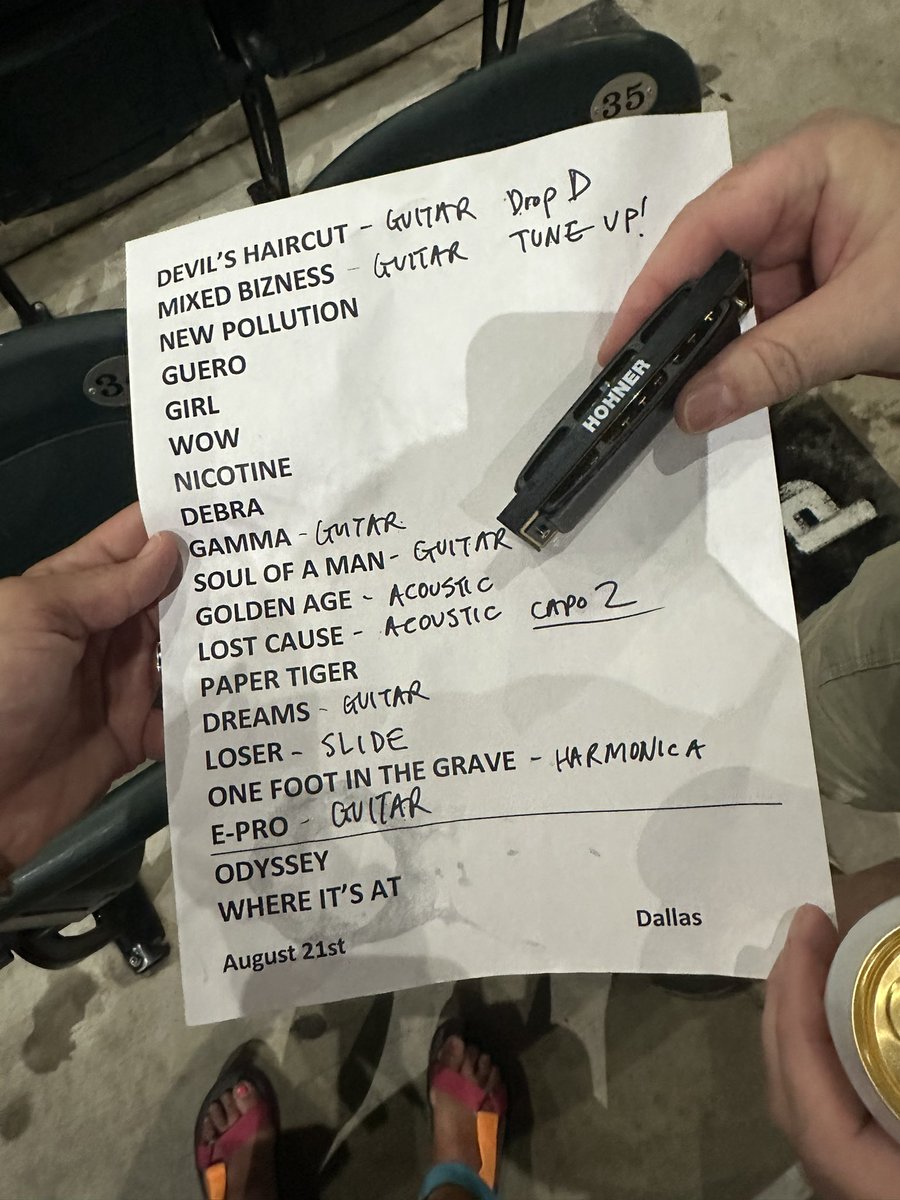 35
DEVIL'S HAIRCUT - GUITAR Drop D
MIXED BIZNESS - GUITAR TUNE UP!
NEW POLLUTION
GUERO
GIRL
WOW
NICOTINE
DEBRA
GAMMA - GUITAR
SOUL OF A MAN - GUITAR
GOLDEN AGE - ACOUSTIC
LOST CAUSE - ACOUSTIC CAPO 2
PAPER TIGER
DREAMS - GUITAR
LOSER - SLIDE
ONE FOOT IN THE GRAVE - HARMONICA
E-PRO - GUITAR
ODYSSEY
WHERE IT'S AT
Dallas
August 21st
HOHNER